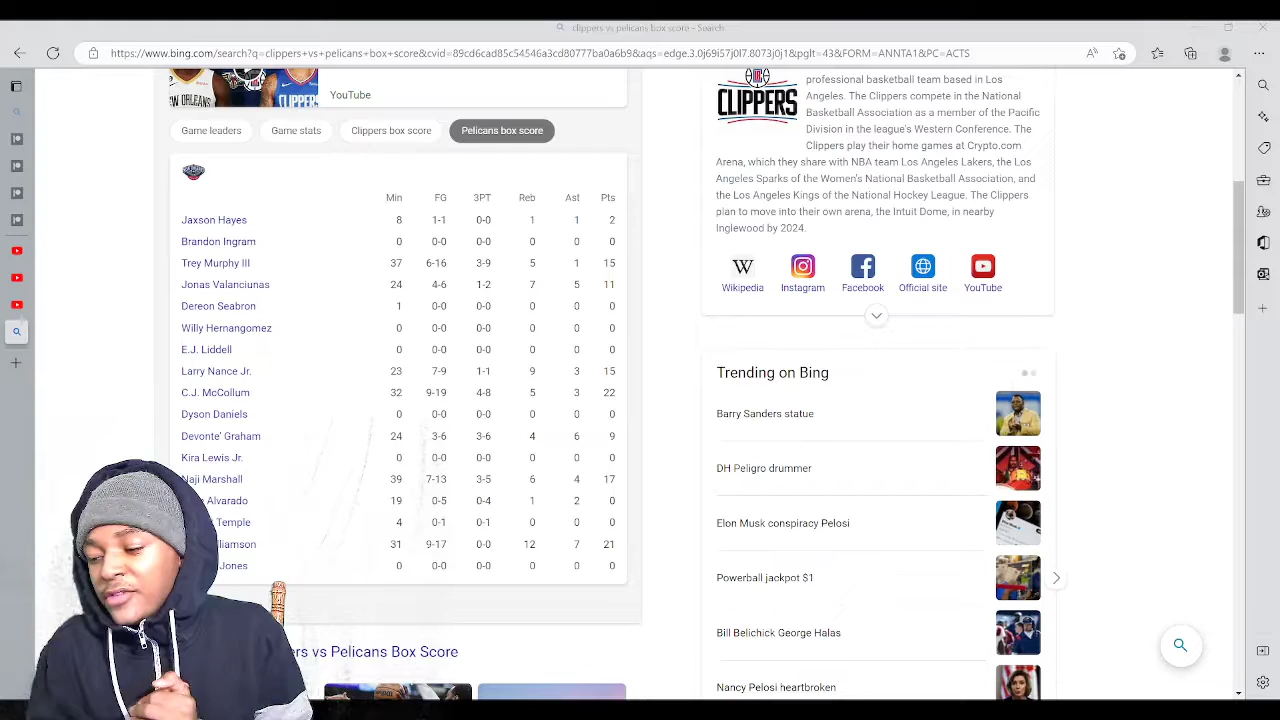 clippers vs pelicans box score - Search
https://www.bing.com/search?q=clippers+vs+pelicans+box+score&cvid=89cd6cad85c54546a3cd80777ba0a6b9&aqs=edge.3.0j69i57j0l7.8073j0j1&pglt=43&FORM=ANNTA1&PC=ACTS
NEW ORLEANS
CLIPPERS
YouTube
Game leaders Game stats Clippers box score Pelicans box score
Min FG 3PT Reb Ast Pts
Jaxson Hayes 8 1-1 0-0 1 1 2
Brandon Ingram 0 0-0 0-0 0 0 0
Trey Murphy III 37 6-16 3-9 5 1 15
Jonas Valanciunas 24 4-6 1-2 7 5 11
Dereon Seabron 1 0-0 0-0 0 0 0
Willy Hernangomez 0 0-0 0-0 0 0 0
E.J. Liddell 0 0-0 0-0 0 0 0
Larry Nance Jr. 23 7-9 1-1 9 3 15
C.J. McCollum 32 9-19 4-8 5 3 22
Dyson Daniels 0 0-0 0-0 0 0 0
Devonte' Graham 24 3-6 3-6 4 6 9
Kira Lewis Jr. 0 0-0 0-0 0 0 0
Naji Marshall 39 7-13 3-5 6 4 17
Alvarado 19 0-5 0-4 1 2 0
Temple 4 0-1 0-1 0 0 0
illiamson 31 9-17 0-0 12 7 21
Jones 0 0-0 0-0 0 0 0
ers vs Pelicans Box Score
CLIPPERS
professional basketball team based in Los
Angeles. The Clippers compete in the National
Basketball Association as a member of the Pacific
Division in the league's Western Conference. The
Clippers play their home games at Crypto.com
Arena, which they share with NBA team Los Angeles Lakers, the Los
Angeles Sparks of the Women's National Basketball Association, and
the Los Angeles Kings of the National Hockey League. The Clippers
plan to move into their own arena, the Intuit Dome, in nearby
Inglewood by 2024.
Wikipedia Instagram Facebook Official site YouTube
Trending on Bing
Barry Sanders statue
DH Peligro drummer
Elon Musk conspiracy Pelosi
Powerball jackpot $1
Bill Belichick George Halas
Nancy Pelosi heartbroken